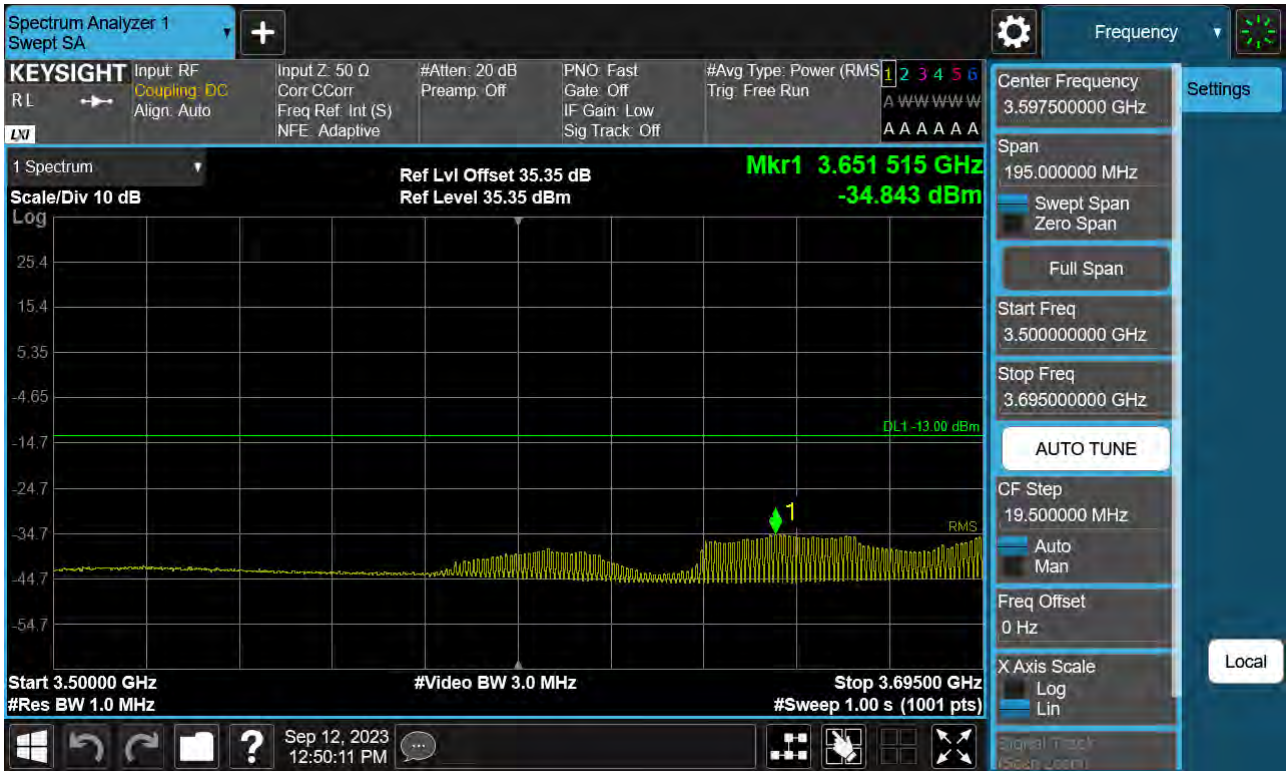 Spectrum Analyzer 1
Swept SA
Frequency
KEYSIGHT
RL
LXI
Input: RF
Coupling: DC
Align: Auto
Input Z: 50 Ω
Corr CCorr
Freq Ref: Int (S)
NFE: Adaptive
#Atten: 20 dB
Preamp: Off
PNO: Fast
Gate: Off
IF Gain: Low
Sig Track: Off
#Avg Type: Power (RMS
Trig: Free Run
1 2 3 4 5 6
A W W W W W
A A A A A A
1 Spectrum
Scale/Div 10 dB
Log
Ref Lvl Offset 35.35 dB
Ref Level 35.35 dBm
Mkr1 3.651 515 GHz
-34.843 dBm
25.4
15.4
5.35
-4.65
-14.7
-24.7
-34.7
-44.7
-54.7
DL1 -13.00 dBm
1
RMS
Start 3.50000 GHz
#Res BW 1.0 MHz
#Video BW 3.0 MHz
Stop 3.69500 GHz
#Sweep 1.00 s (1001 pts)
Center Frequency
3.597500000 GHz
Settings
Span
195.000000 MHz
Swept Span
Zero Span
Full Span
Start Freq
3.500000000 GHz
Stop Freq
3.695000000 GHz
AUTO TUNE
CF Step
19.500000 MHz
Auto
Man
Freq Offset
0 Hz
X Axis Scale
Log
Lin
Local
Signal Track
(Span Zoom)
?
Sep 12, 2023
12:50:11 PM